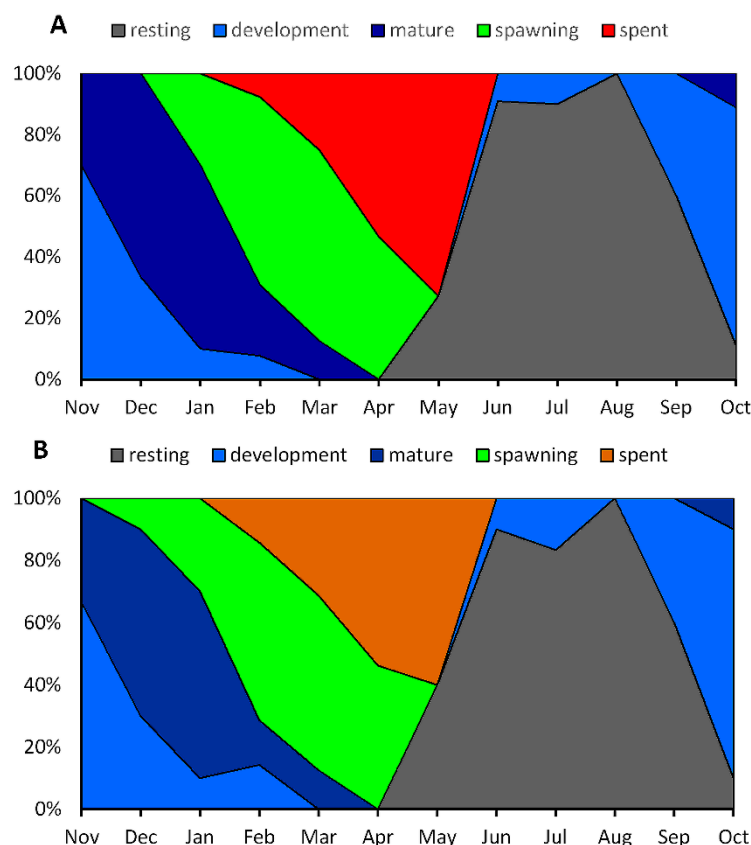 A
resting development mature spawning spent
100%
80%
60%
40%
20%
0%
Nov Dec Jan Feb Mar Apr May Jun Jul Aug Sep Oct
B
resting development mature spawning spent
100%
80%
60%
40%
20%
0%
Nov Dec Jan Feb Mar Apr May Jun Jul Aug Sep Oct